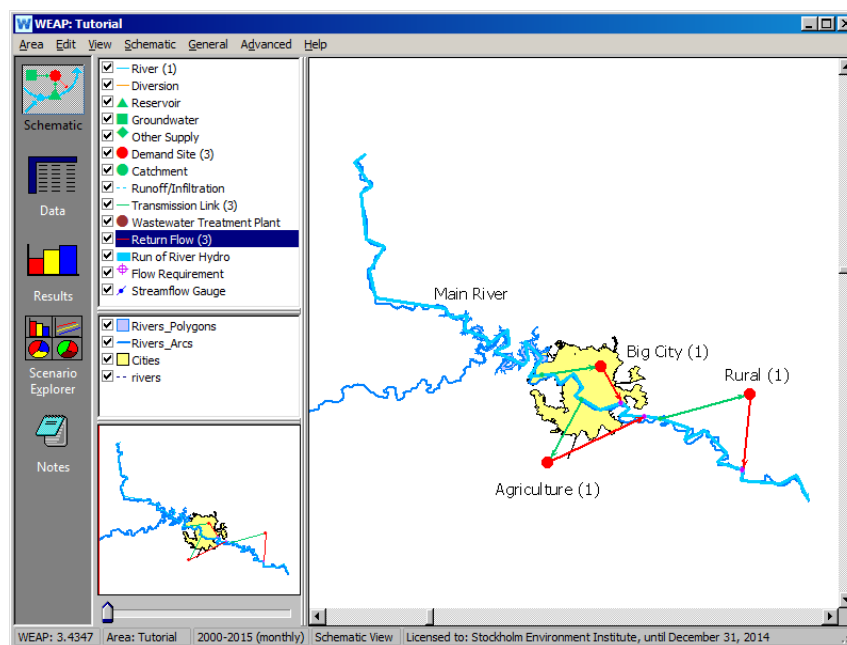 WEAP: Tutorial
Area Edit View Schematic General Advanced Help
Schematic
Data
Results
Scenario
Explorer
Notes
River (1)
Diversion
Reservoir
Groundwater
Other Supply
Demand Site (3)
Catchment
Runoff/Infiltration
Transmission Link (3)
Wastewater Treatment Plant
Return Flow (3)
Run of River Hydro
Flow Requirement
Streamflow Gauge
Rivers_Polygons
Rivers_Arcs
Cities
rivers
Main River
Big City (1)
Rural (1)
Agriculture (1)
WEAP: 3.4347 Area: Tutorial 2000-2015 (monthly) Schematic View Licensed to: Stockholm Environment Institute, until December 31, 2014